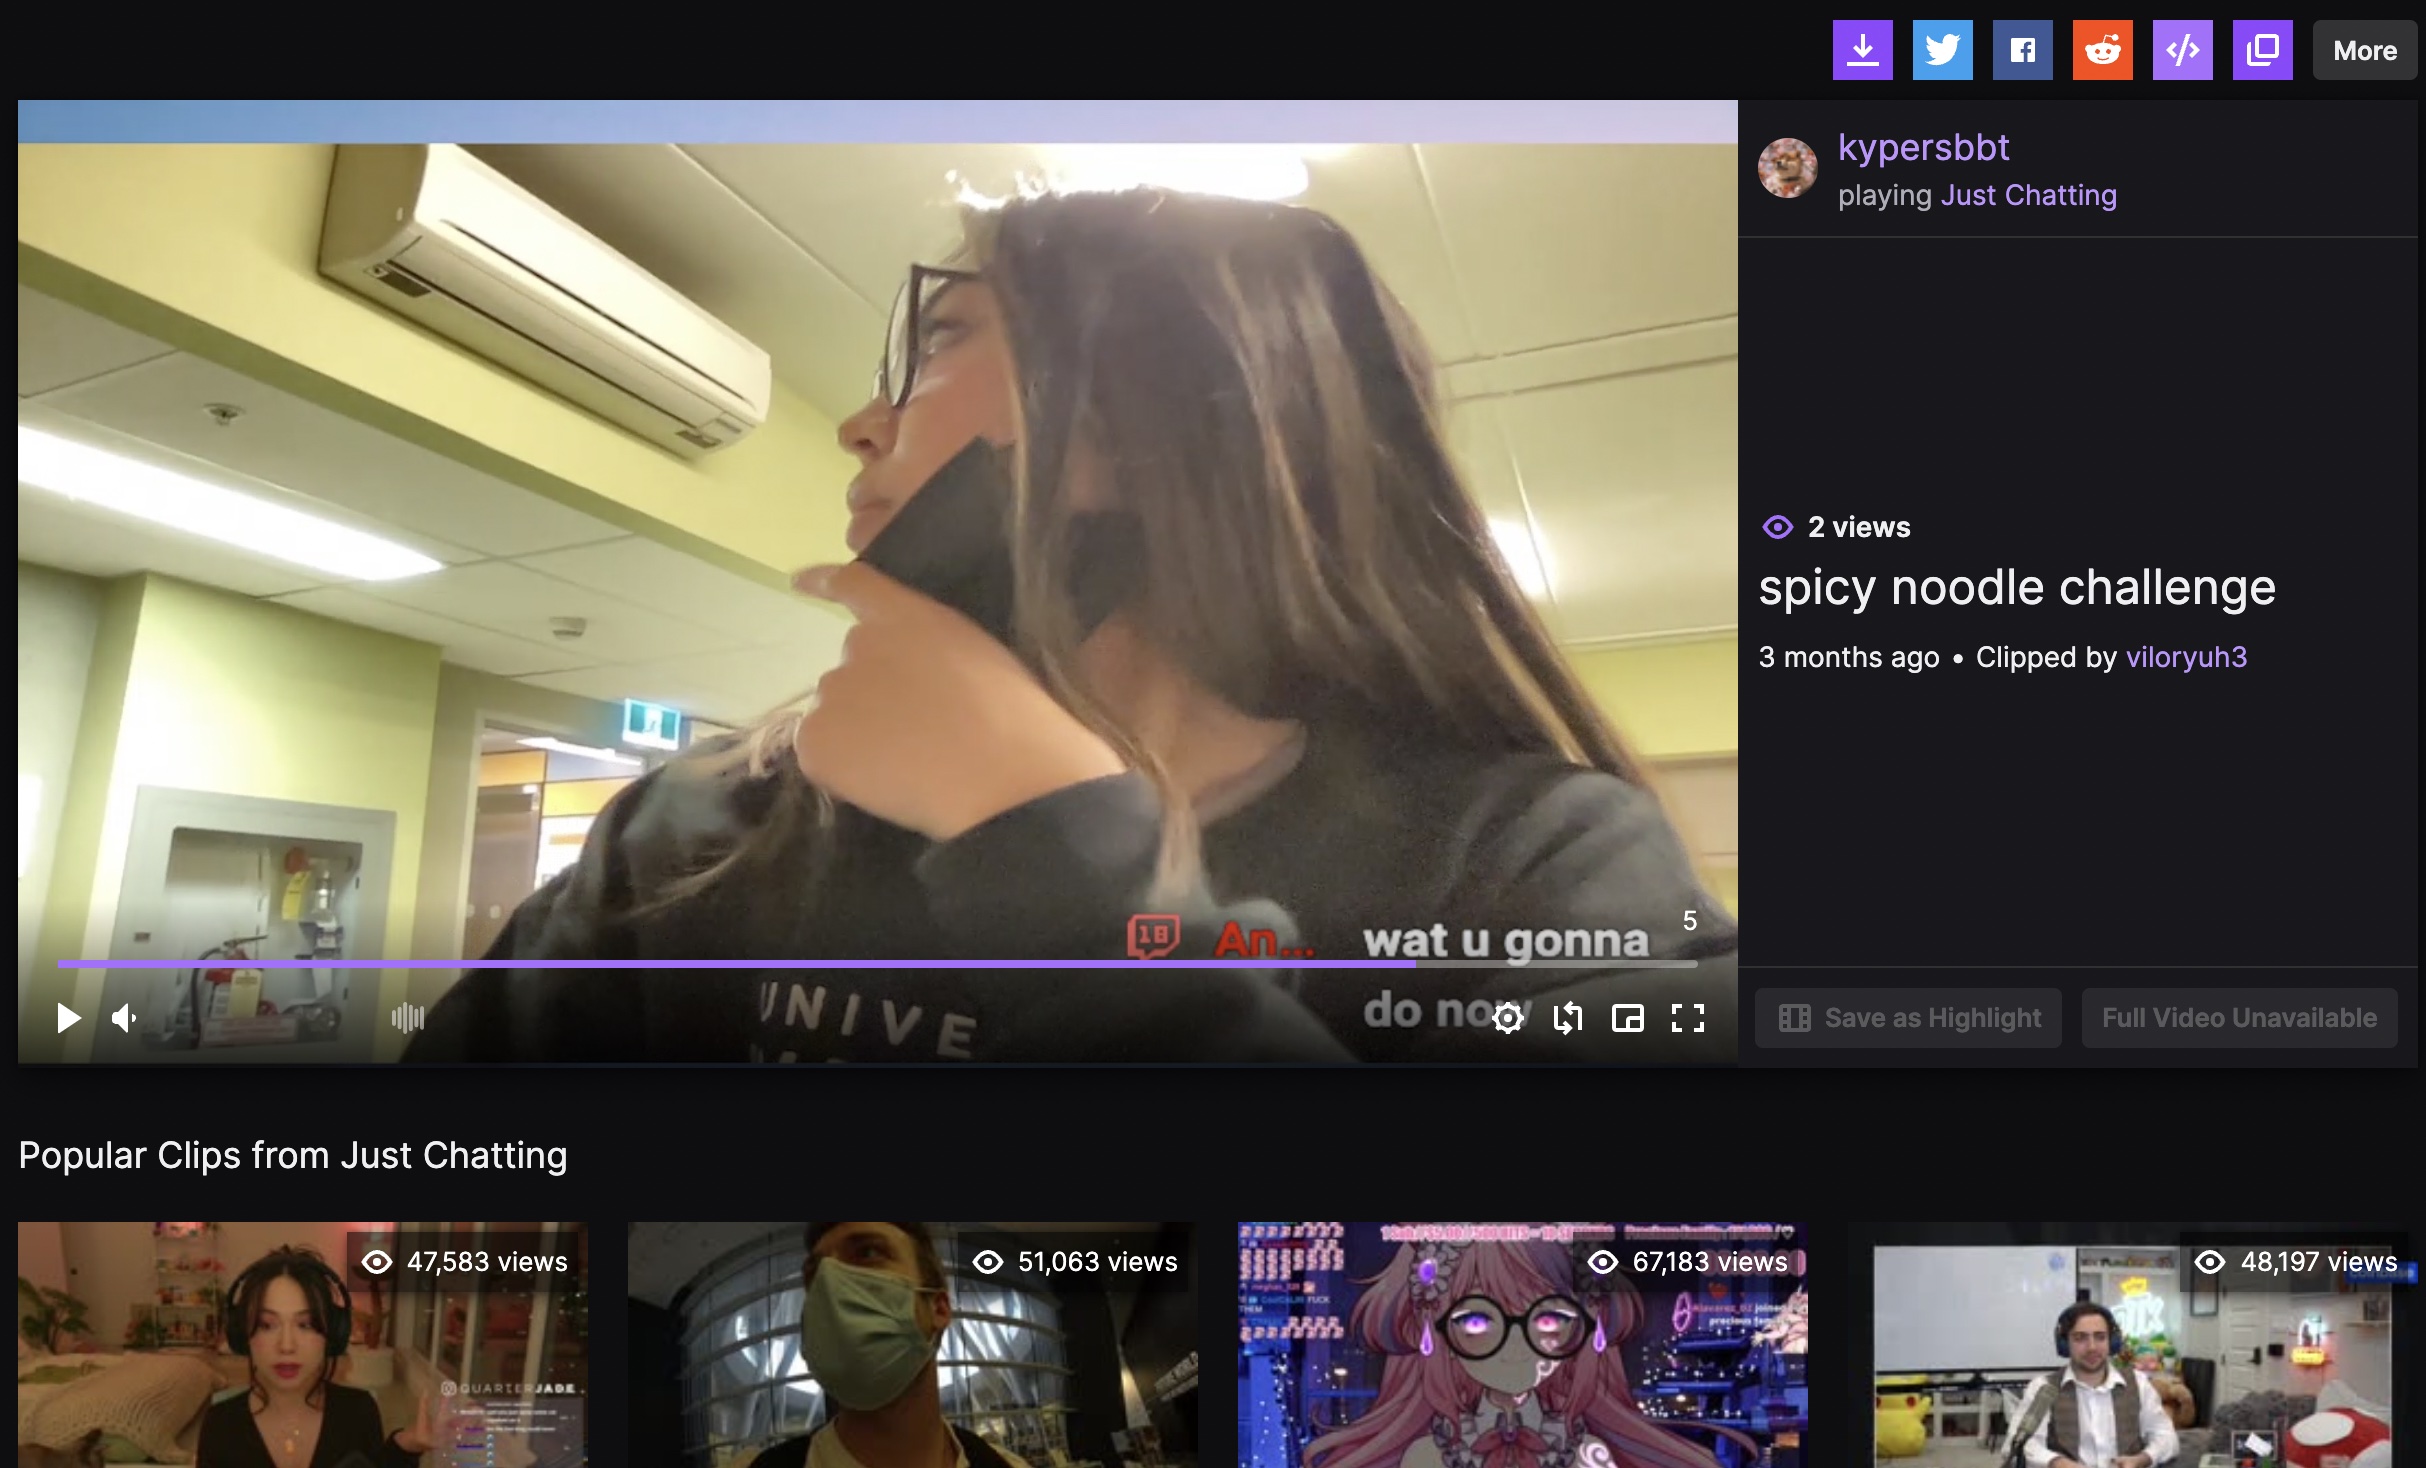 More
kypersbbt
playing Just Chatting
2 views
spicy noodle challenge
3 months ago • Clipped by viloryuh3
5
18 An... wat u gonna
do now
UNIVE
Save as Highlight
Full Video Unavailable
Popular Clips from Just Chatting
47,583 views
51,063 views
67,183 views
48,197 views
QUARTERJADE